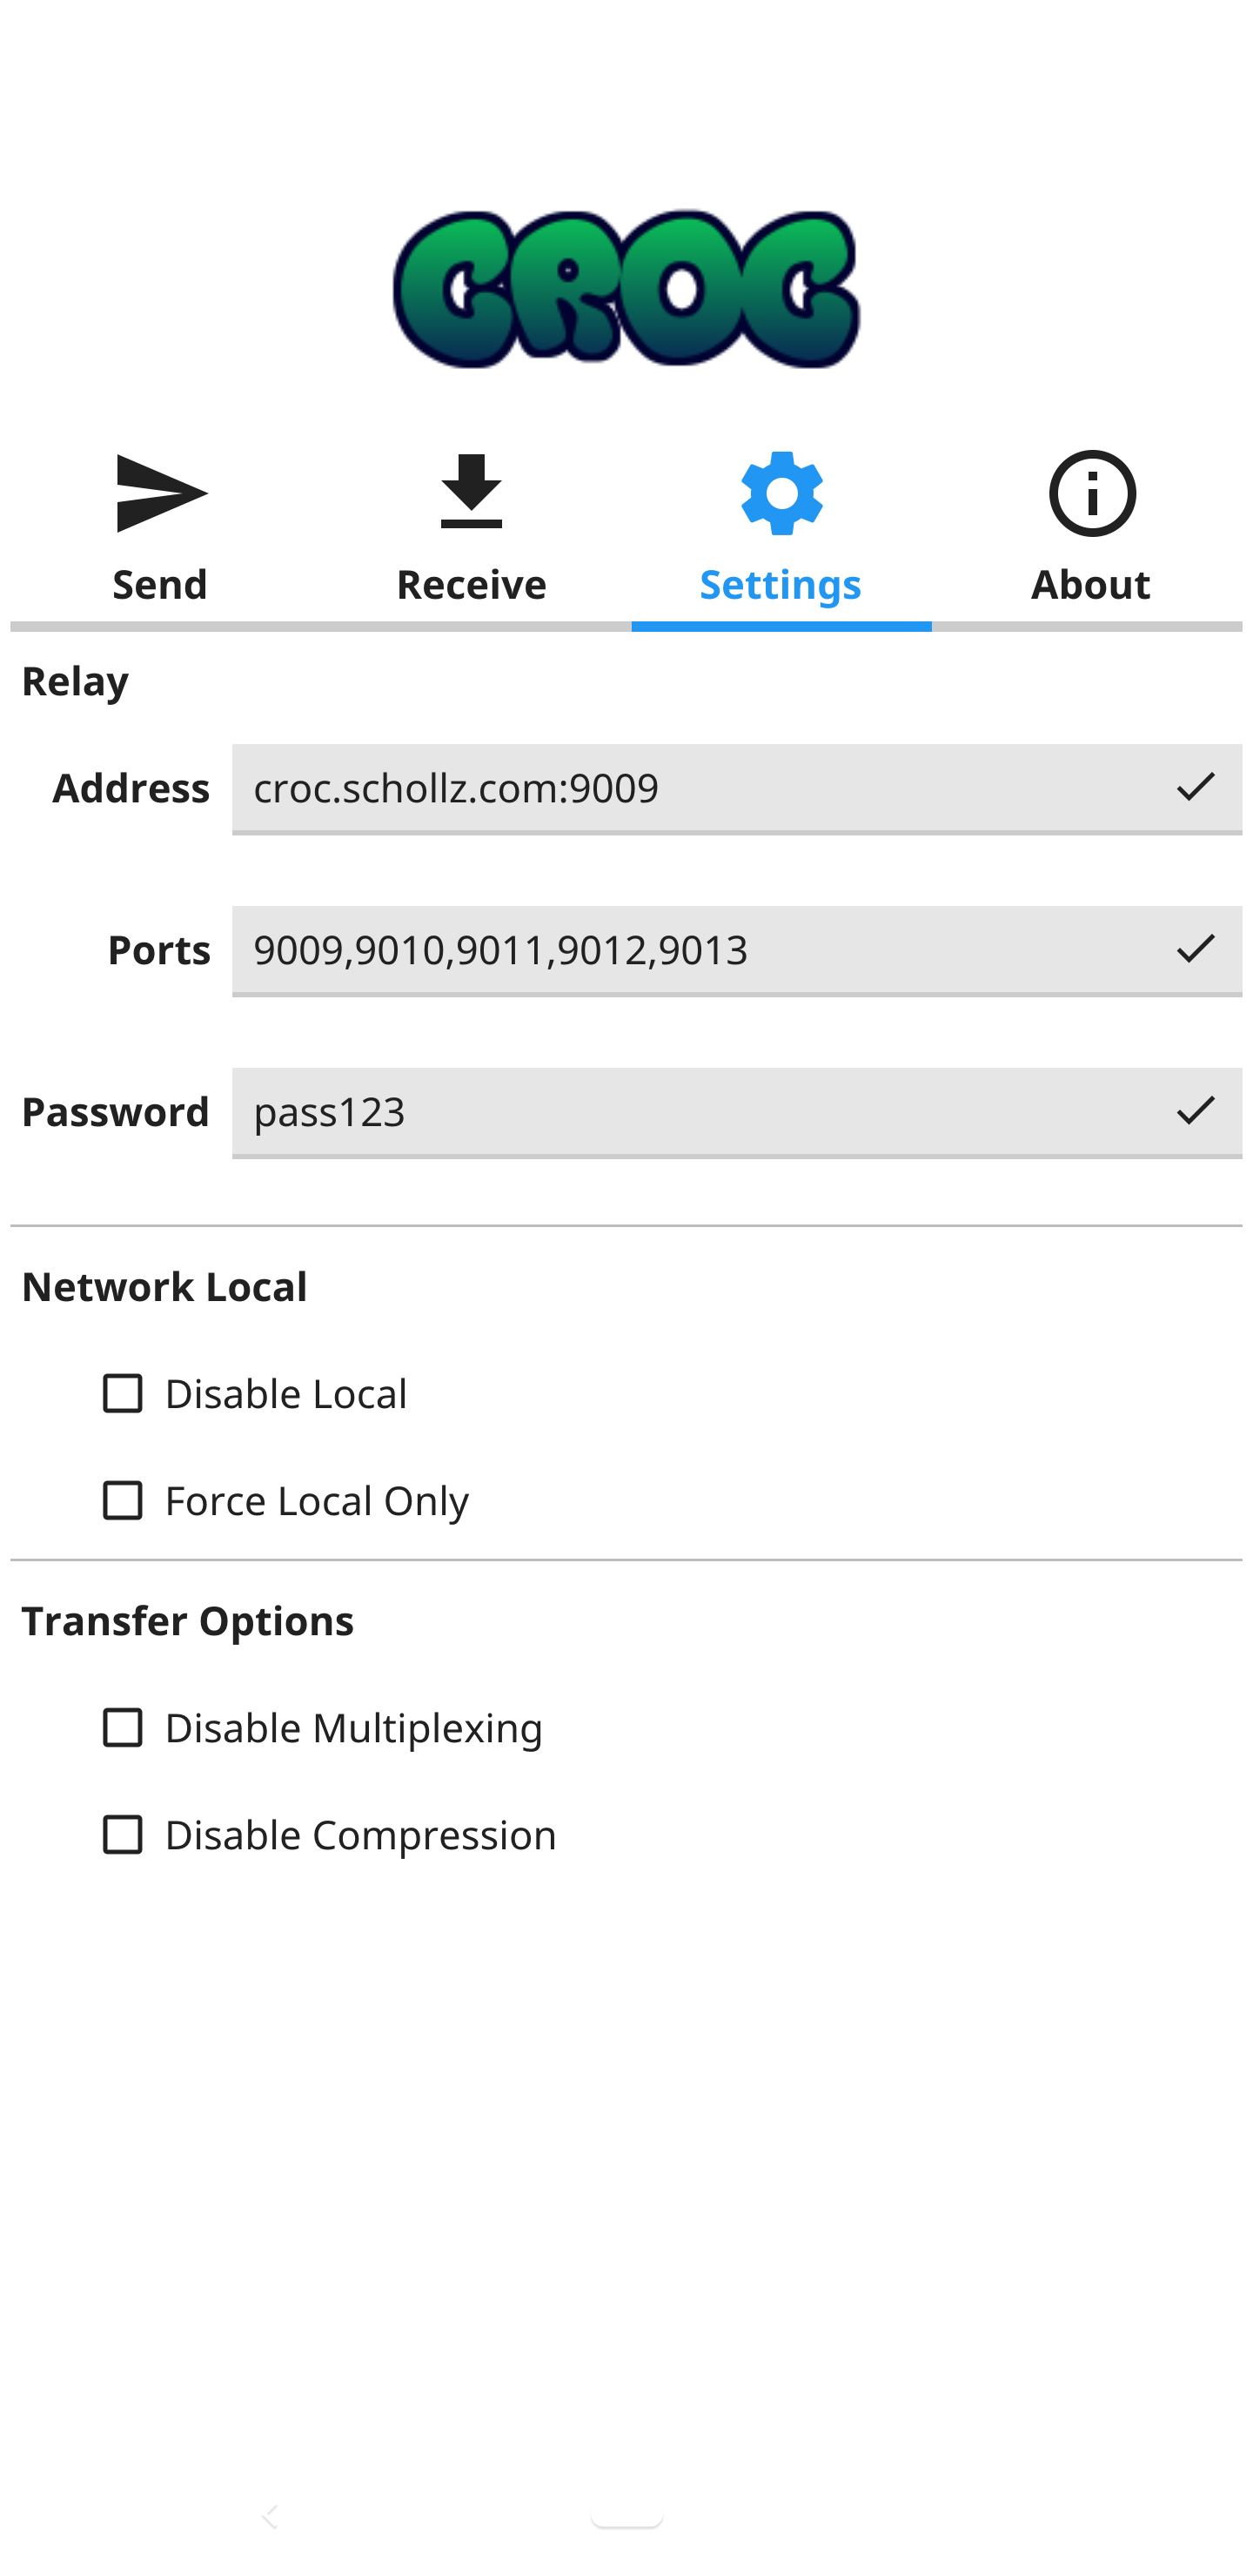 CROC
Send Receive Settings About
Relay
Address croc.schollz.com:9009
Ports 9009,9010,9011,9012,9013
Password pass123
Network Local
Disable Local
Force Local Only
Transfer Options
Disable Multiplexing
Disable Compression